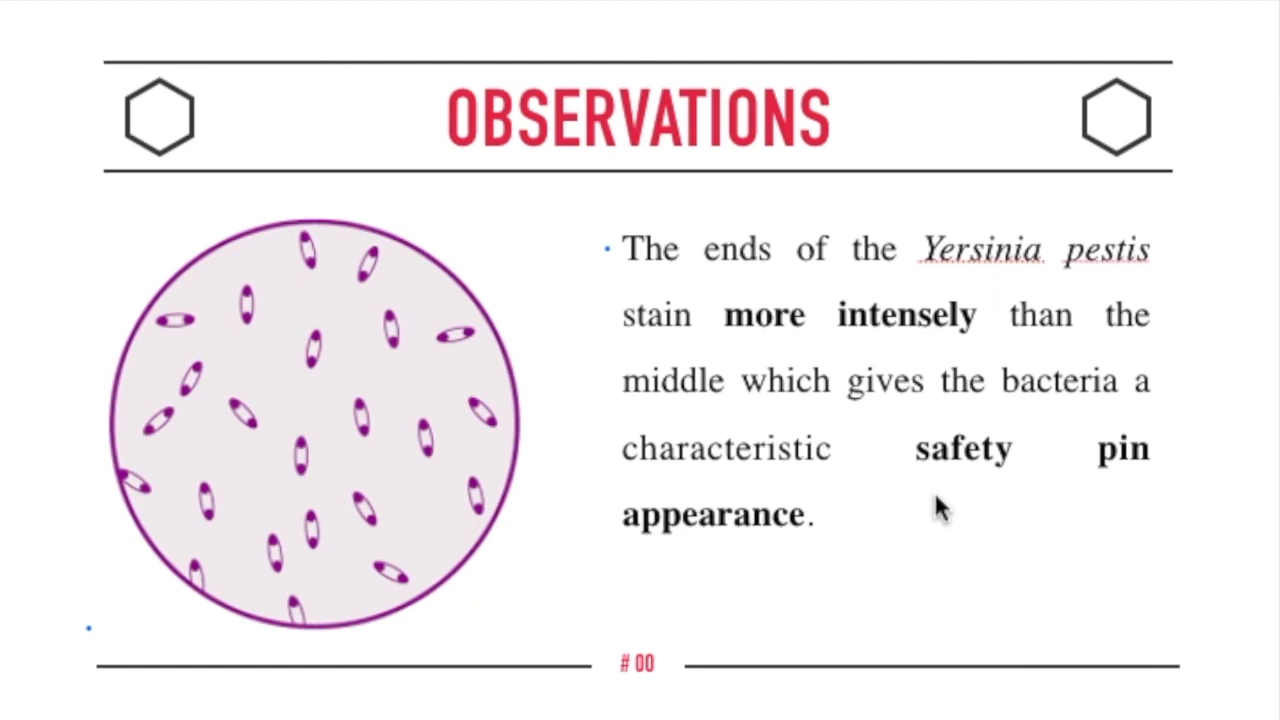 OBSERVATIONS
· The ends of the Yersinia pestis
stain more intensely than the
middle which gives the bacteria a
characteristic safety pin
appearance.
# 00